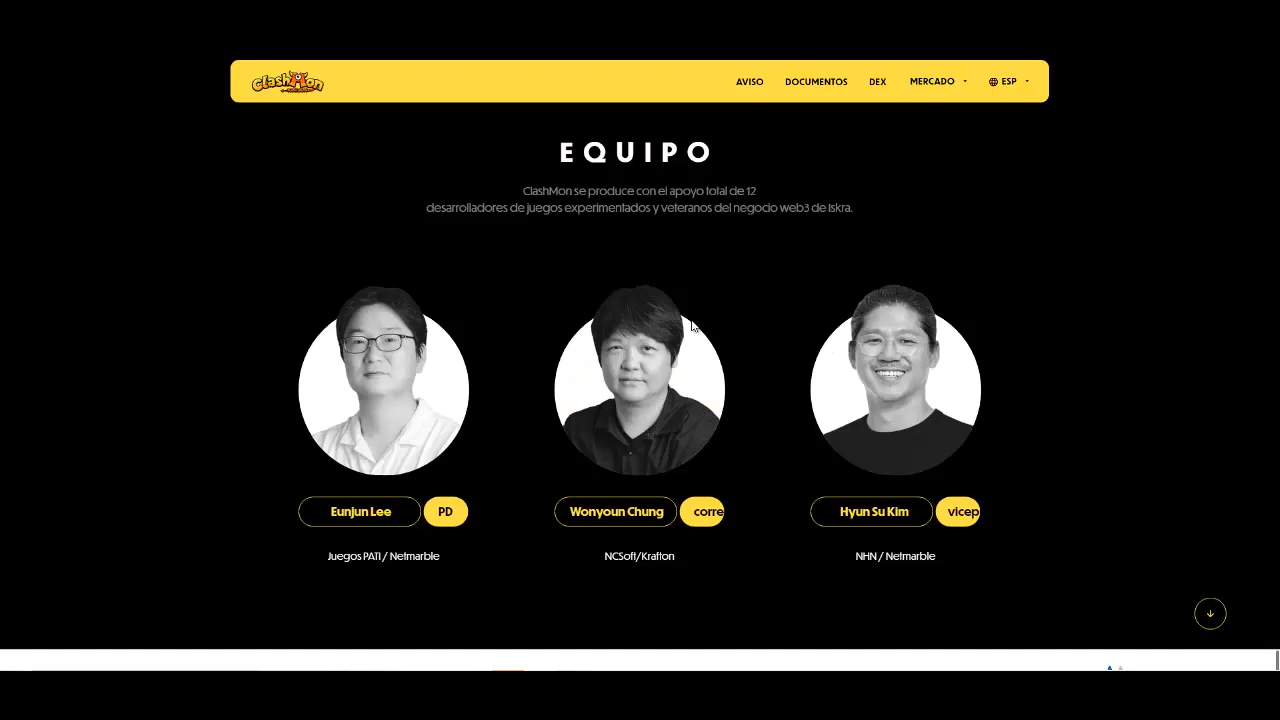 ClashMon
AVISO
DOCUMENTOS
DEX
MERCADO
ESP
EQUIPO
ClashMon se produce con el apoyo total de 12
desarrolladores de juegos experimentados y veteranos del negocio web3 de Iskra.
Eunjun Lee
PD
Wonyoun Chung
corre
Hyun Su Kim
vicep
Juegos PATI / Netmarble
NCSoft/Krafton
NHN / Netmarble